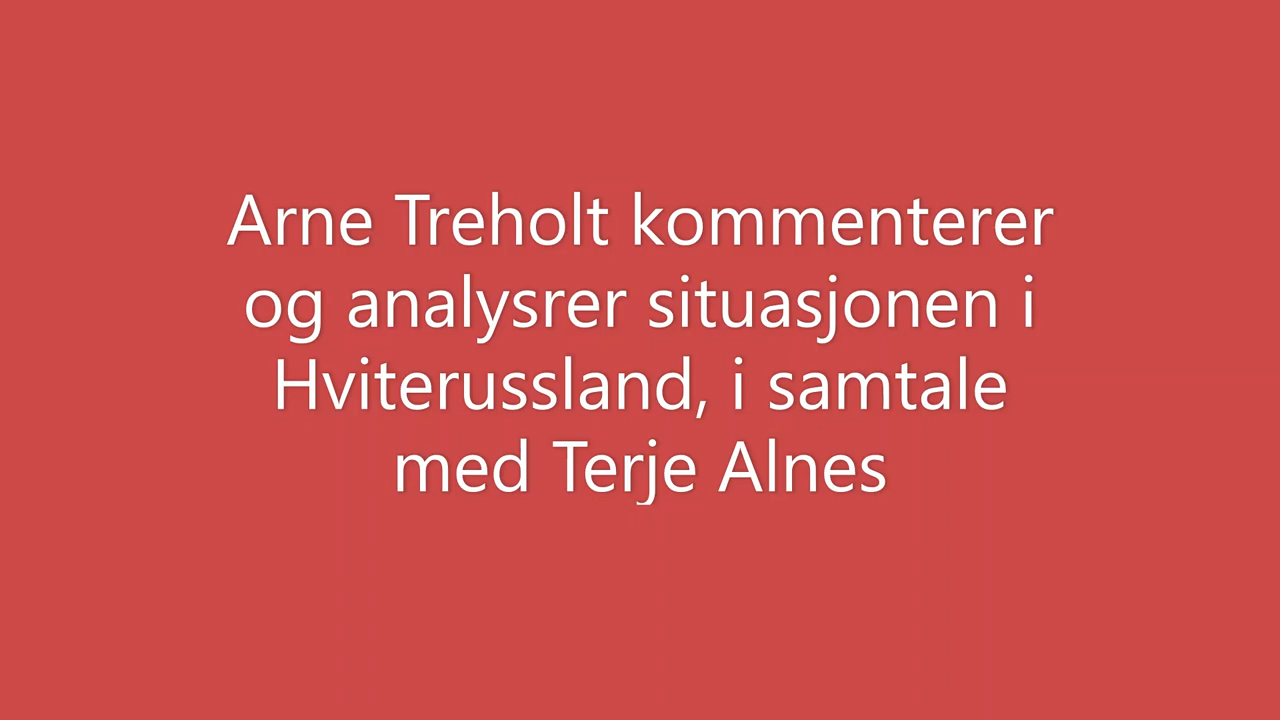 Arne Treholt kommenterer
og analysrer situasjonen i
Hviterussland, i samtale
med Terje Alnes